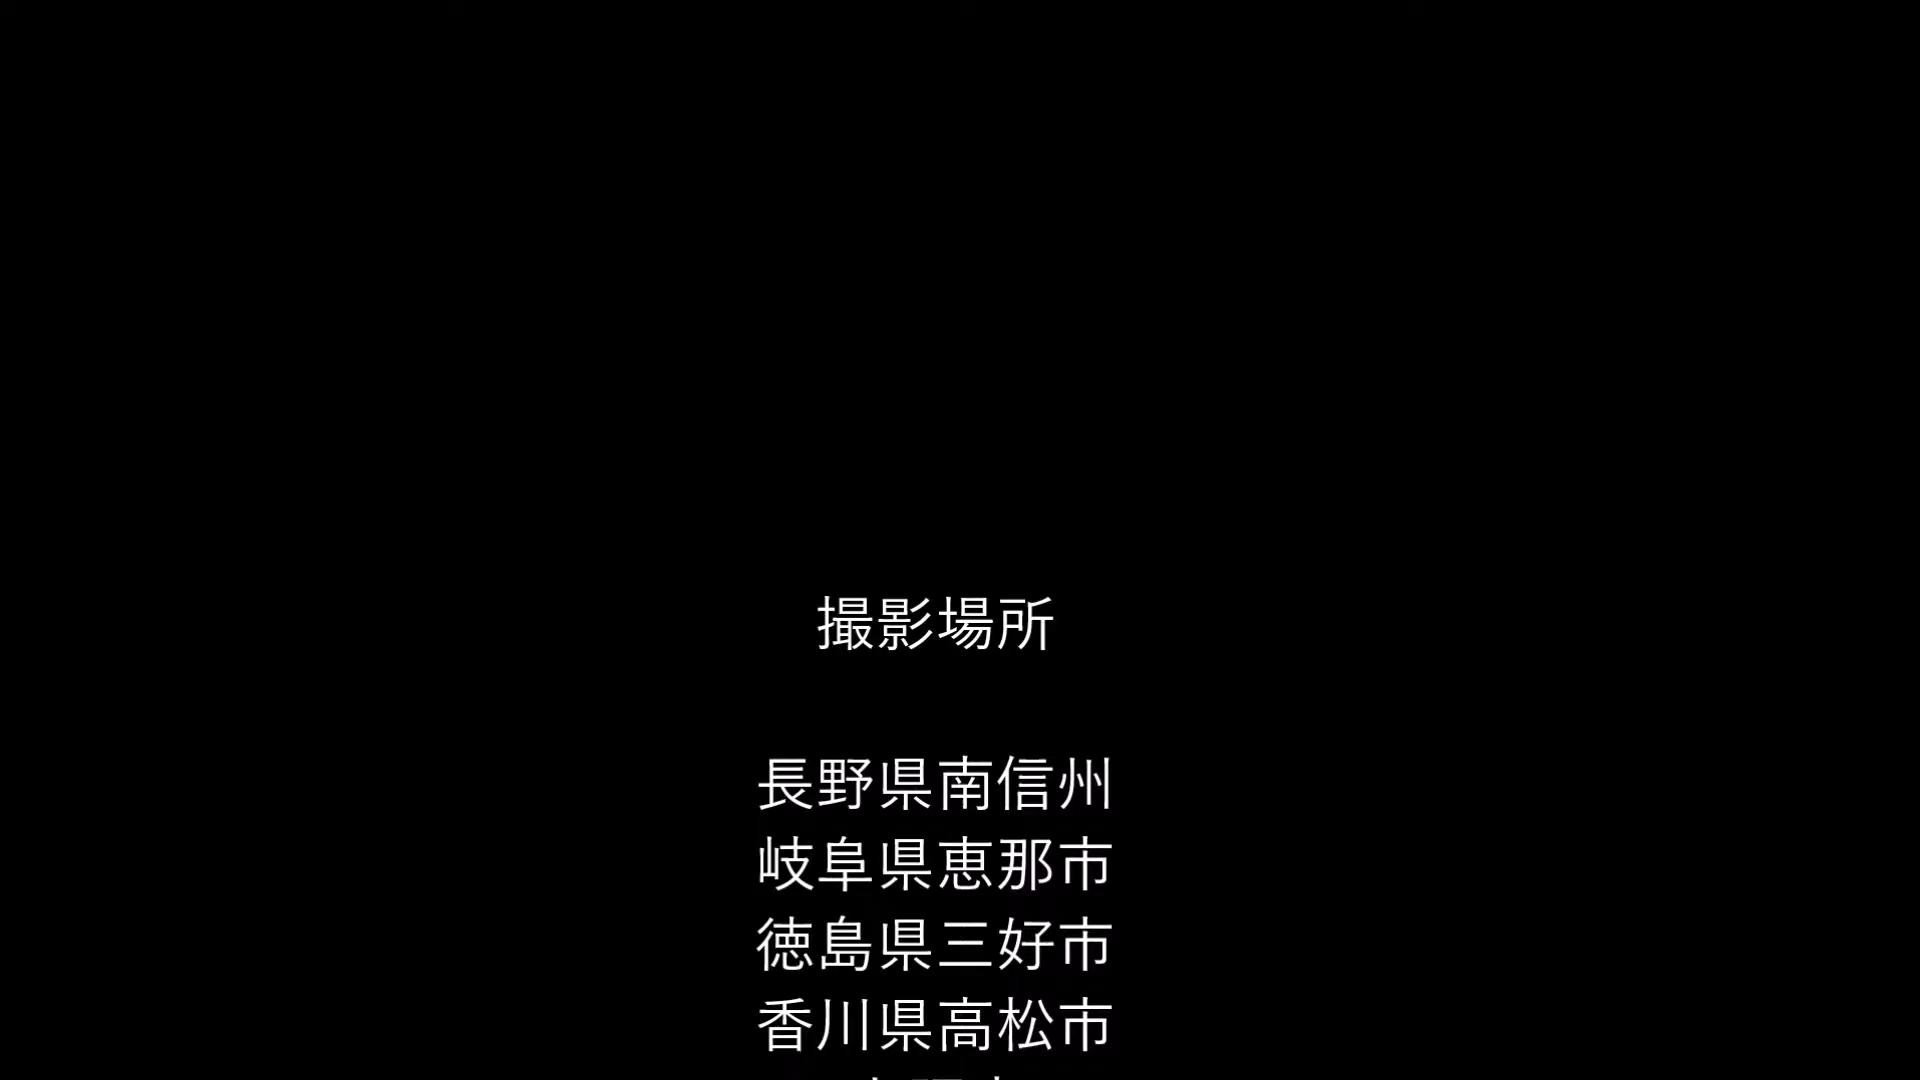 撮影場所
長野県南信州
岐阜県恵那市
徳島県三好市
香川県高松市